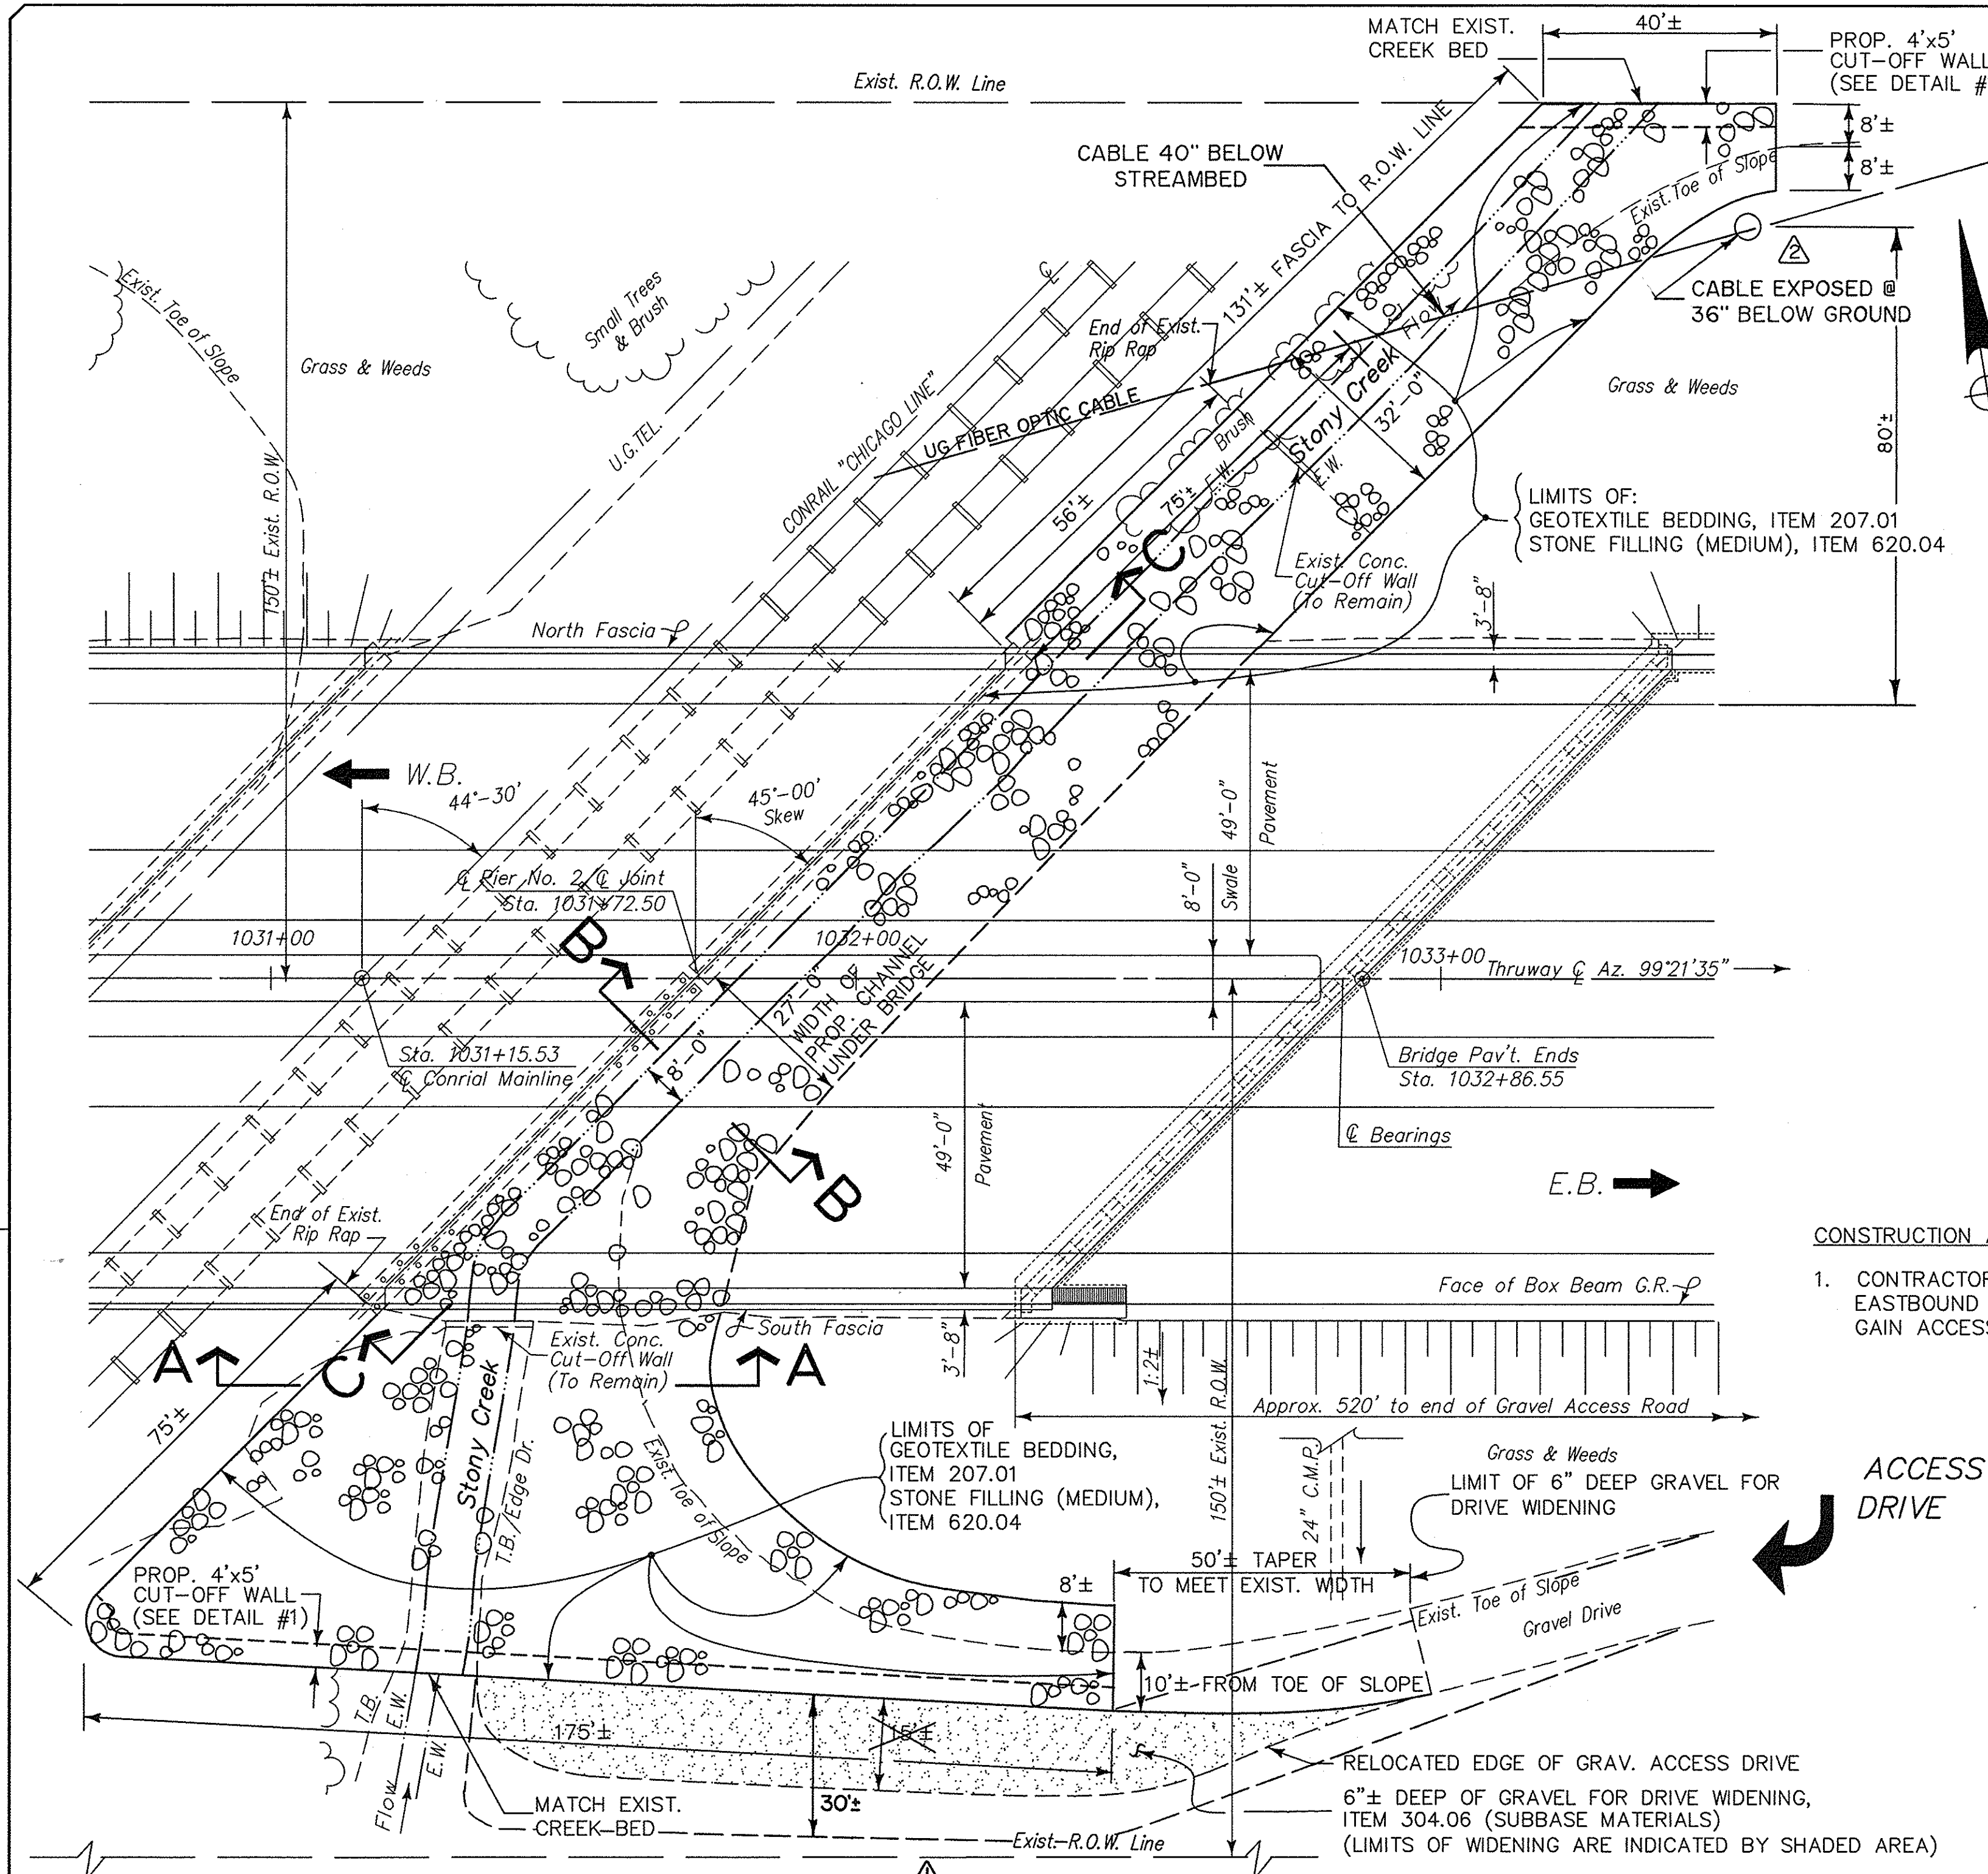 MATCH EXIST.
CREEK BED
40'±
PROP. 4'x5'
CUT-OFF WALL
(SEE DETAIL #
8'±
8'±
Exist. R.O.W. Line
CABLE 40" BELOW
STREAMBED
131'± FASCIA TO R.O.W. LINE
Exist. Toe of Slope
2
CABLE EXPOSED @
36" BELOW GROUND
Exist. Toe of Slope
Small Trees
& Brush
Grass & Weeds
℄
End of Exist.
Rip Rap
Flow
Grass & Weeds
80'±
"CHICAGO LINE"
CONRAIL
UG FIBER OPTIC CABLE
U.G.TEL.
Brush
Stony Creek
32'-0"
E.W.
E.W.
75'±
56'±
150'± Exist. R.O.W.
LIMITS OF:
GEOTEXTILE BEDDING, ITEM 207.01
STONE FILLING (MEDIUM), ITEM 620.04
C
Exist. Conc.
Cut-Off Wall
(To Remain)
3'-8"
North Fascia
W.B.
44°-30'
45°-00'
Skew
49'-0"
Pavement
℄ Pier No. 2 ℄ Joint
Sta. 1031+72.50
8'-0"
Swale
1031+00
B
1032+00
1033+00
Thruway ℄ Az. 99°21'35"
27'-0"
WIDTH OF
PROP. CHANNEL
UNDER BRIDGE
Sta. 1031+15.53
℄ Conrial Mainline
8'-0"
Bridge Pav't. Ends
Sta. 1032+86.55
℄ Bearings
49'-0"
Pavement
B
E.B.
End of Exist.
Rip Rap
CONSTRUCTION A
1. CONTRACTOR
EASTBOUND
GAIN ACCESS
Face of Box Beam G.R.
South Fascia
Exist. Conc.
Cut-Off Wall
(To Remain)
3'-8"
A
C
A
1:2±
Approx. 520' to end of Gravel Access Road
75'±
Stony Creek
T.B./Edge Dr.
Exist. Toe of Slope
LIMITS OF
GEOTEXTILE BEDDING,
ITEM 207.01
STONE FILLING (MEDIUM),
ITEM 620.04
150'± Exist. R.O.W.
24" C.M.P.
Grass & Weeds
LIMIT OF 6" DEEP GRAVEL FOR
DRIVE WIDENING
ACCESS
DRIVE
50'± TAPER
TO MEET EXIST. WIDTH
8'±
PROP. 4'x5'
CUT-OFF WALL
(SEE DETAIL #1)
Exist. Toe of Slope
Gravel Drive
10'± FROM TOE OF SLOPE
T.B.
E.W.
E.W.
Flow
175'±
15'±
30'±
MATCH EXIST.
CREEK BED
RELOCATED EDGE OF GRAV. ACCESS DRIVE
6"± DEEP OF GRAVEL FOR DRIVE WIDENING,
ITEM 304.06 (SUBBASE MATERIALS)
(LIMITS OF WIDENING ARE INDICATED BY SHADED AREA)
Exist. R.O.W. Line